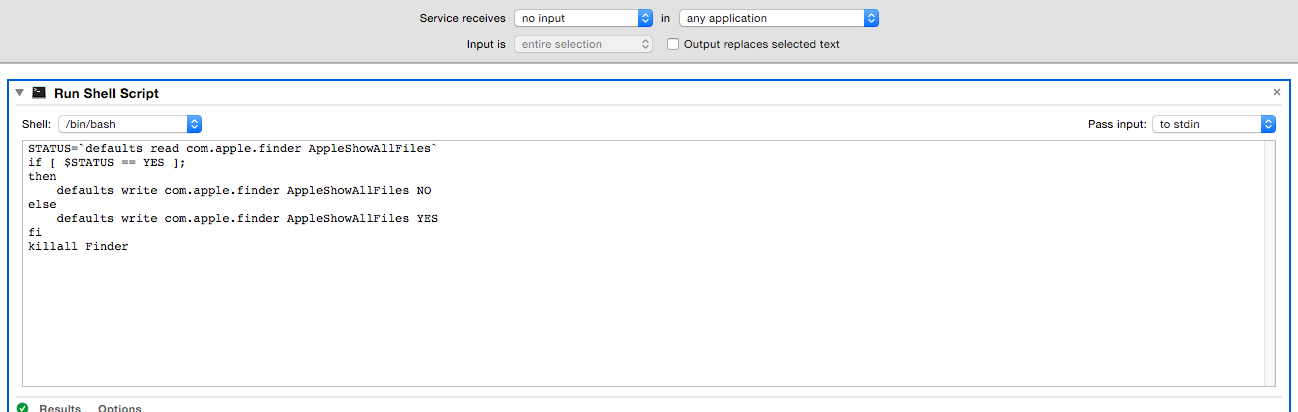 Service receives no input in any application
Input is entire selection Output replaces selected text
Run Shell Script
Shell: /bin/bash Pass input: to stdin
STATUS=`defaults read com.apple.finder AppleShowAllFiles`
if [ $STATUS == YES ];
then
    defaults write com.apple.finder AppleShowAllFiles NO
else
    defaults write com.apple.finder AppleShowAllFiles YES
fi
killall Finder
Results Options